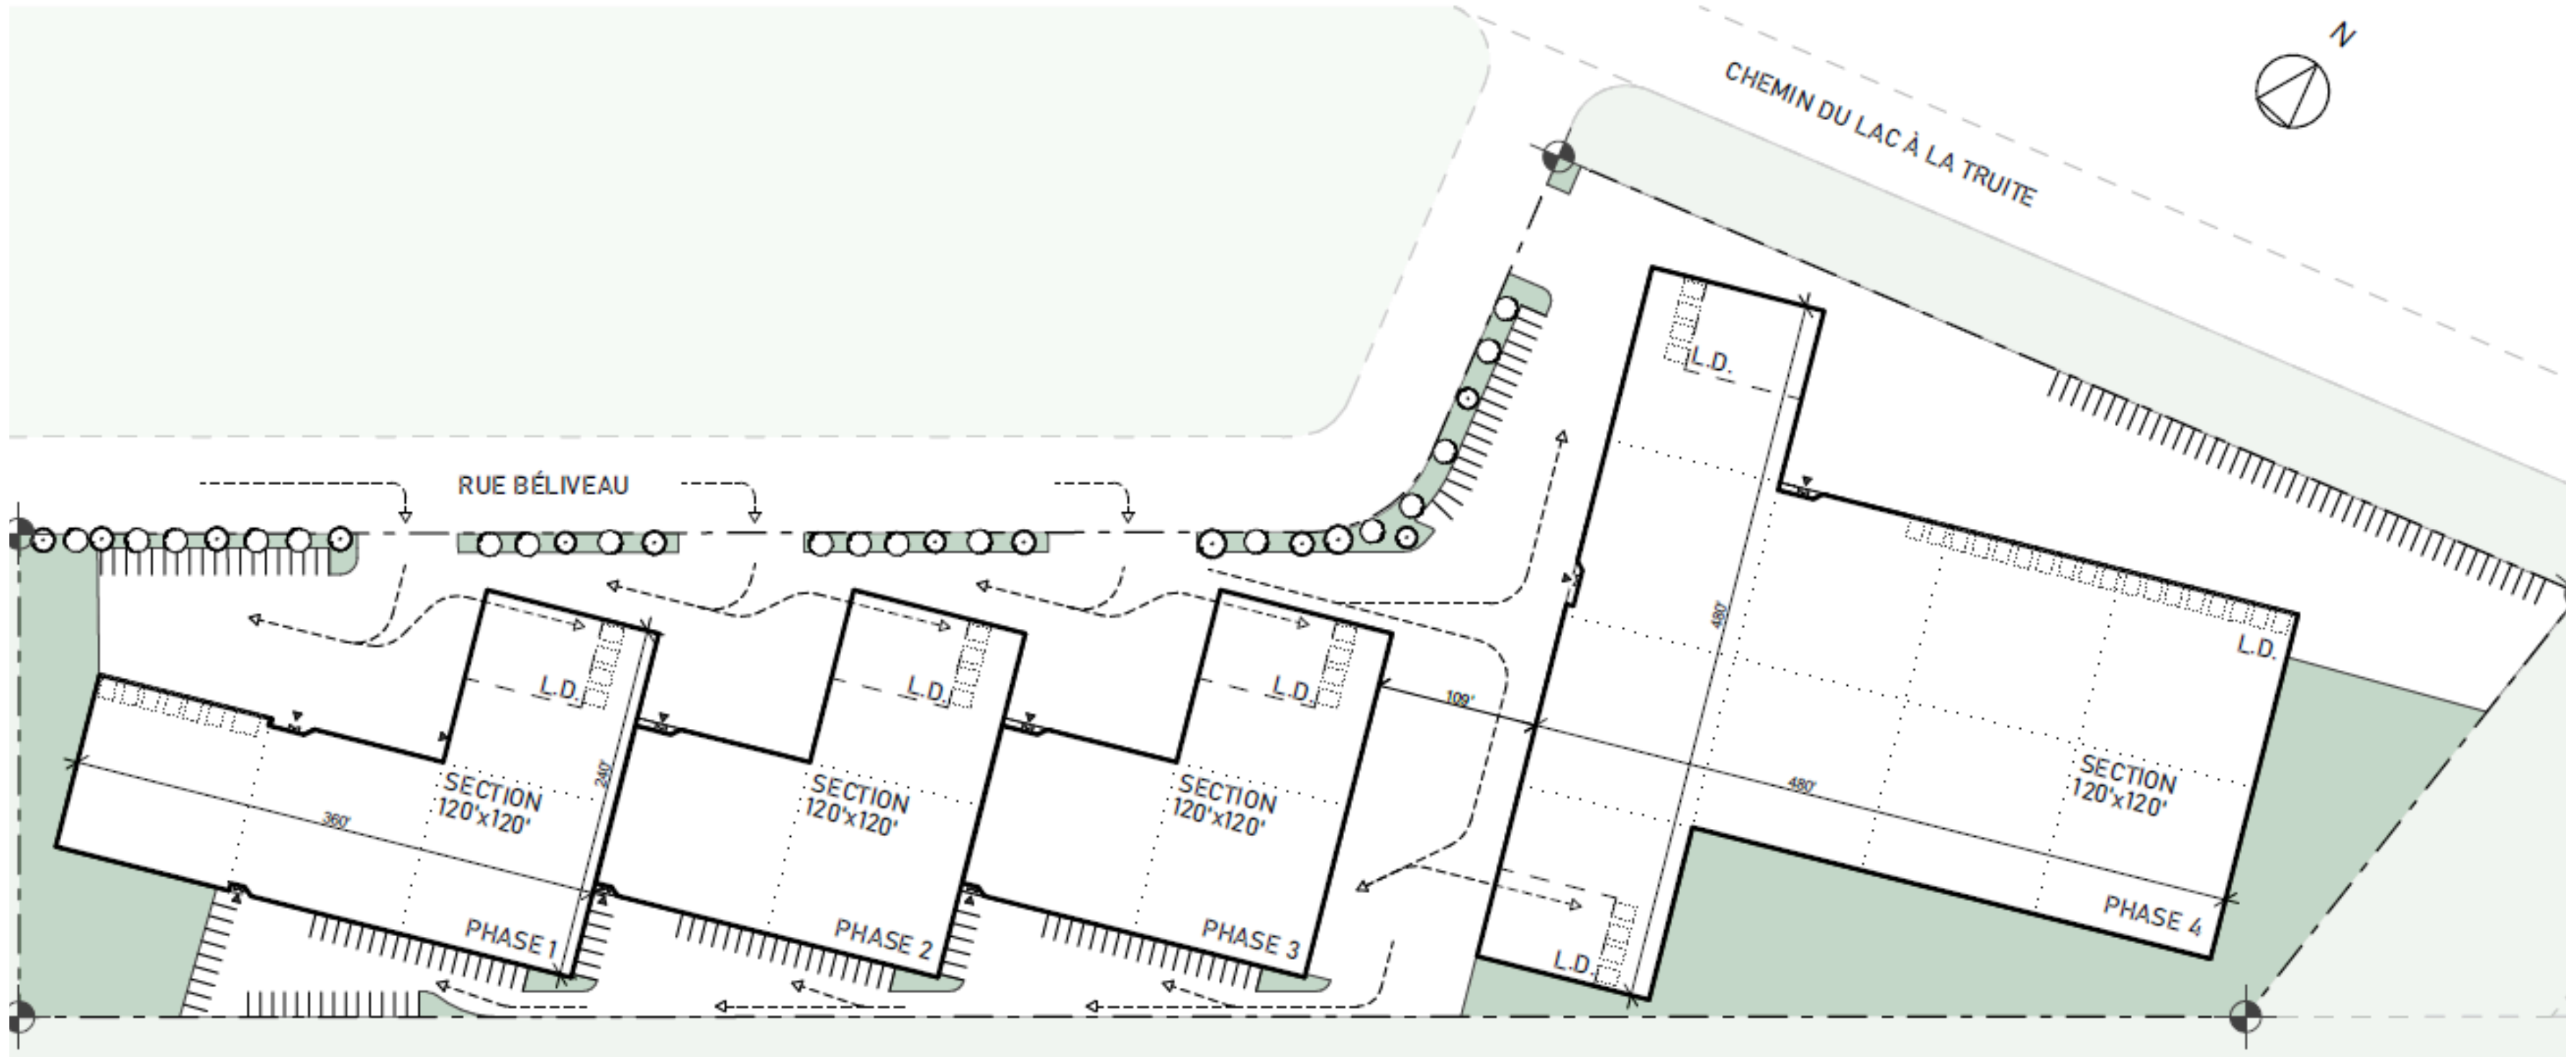 N
CHEMIN DU LAC À LA TRUITE
RUE BÉLIVEAU
L.D.
480'
L.D.
L.D.
L.D.
L.D.
109'
SECTION
120'x120'
240'
360'
SECTION
120'x120'
SECTION
120'x120'
SECTION
120'x120'
480'
PHASE 1
PHASE 2
PHASE 3
PHASE 4
L.D.